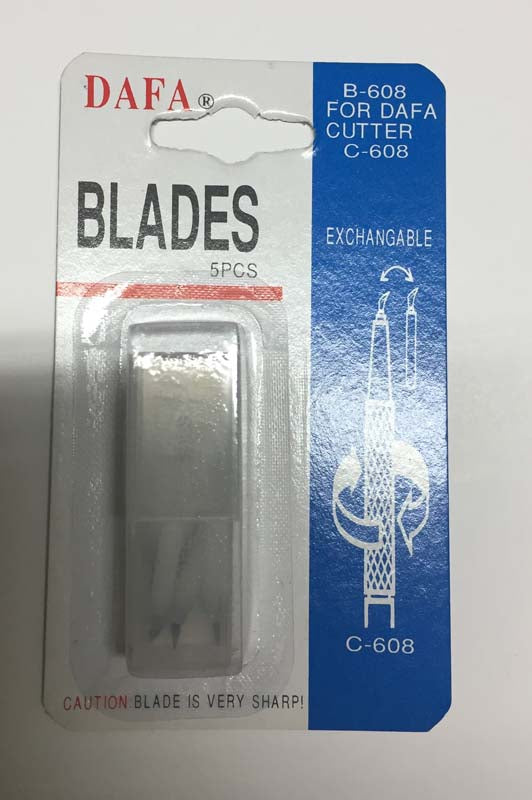 DAFA ®
BLADES
5PCS
CAUTION: BLADE IS VERY SHARP!
B-608
FOR DAFA
CUTTER
C-608
EXCHANGABLE
C-608